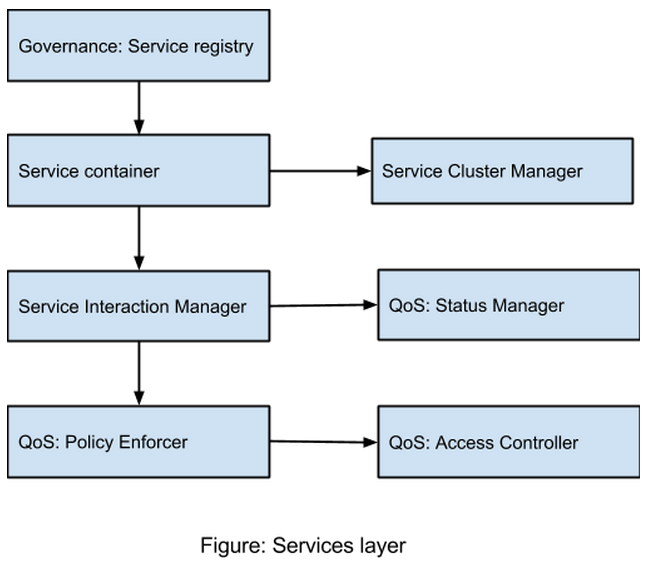 Governance: Service registry
Service container
Service Cluster Manager
Service Interaction Manager
QoS: Status Manager
QoS: Policy Enforcer
QoS: Access Controller
Figure: Services layer